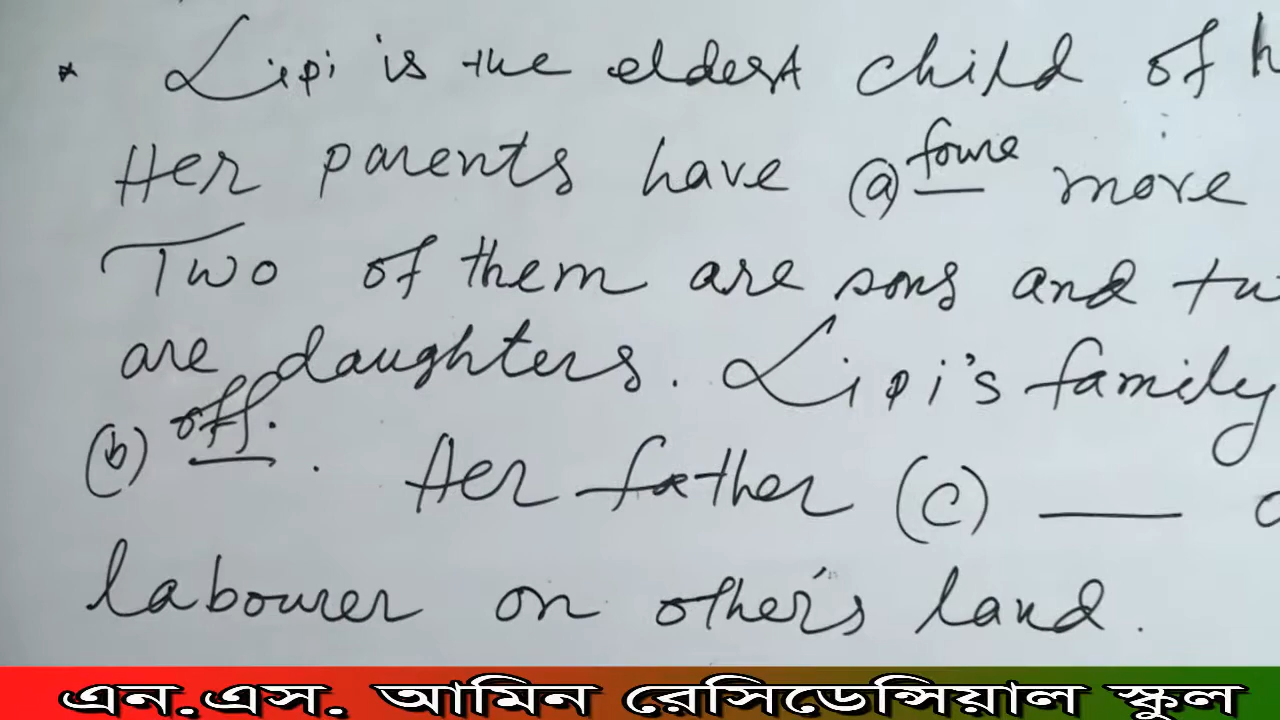 * Lipi is the eldest child of h
Her parents have (a) four more
Two of them are sons and tw
are daughters. Lipi's family
(b) off. .
Her father (c) ___ a
labourer on other's land.
এন.এস. আমিন রেসিডেন্সিয়াল স্কুল